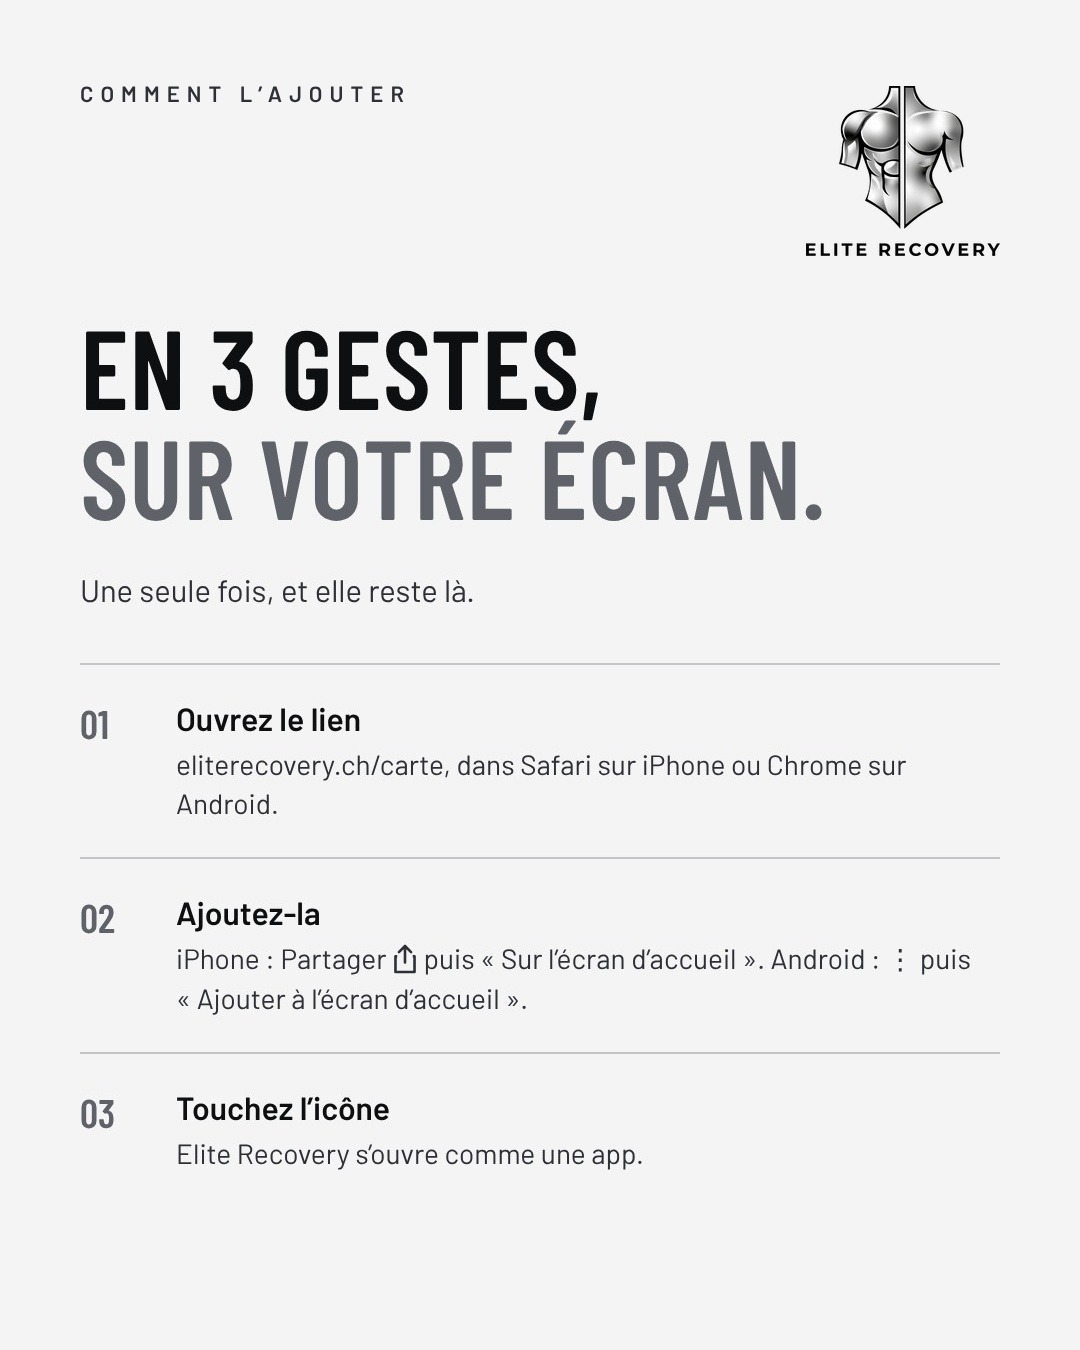 COMMENT L’AJOUTER
ELITE RECOVERY
EN 3 GESTES,
SUR VOTRE ÉCRAN.
Une seule fois, et elle reste là.
01
Ouvrez le lien
eliterecovery.ch/carte, dans Safari sur iPhone ou Chrome sur
Android.
02
Ajoutez-la
iPhone : Partager puis « Sur l’écran d’accueil ». Android : ⋮ puis
« Ajouter à l’écran d’accueil ».
03
Touchez l’icône
Elite Recovery s’ouvre comme une app.